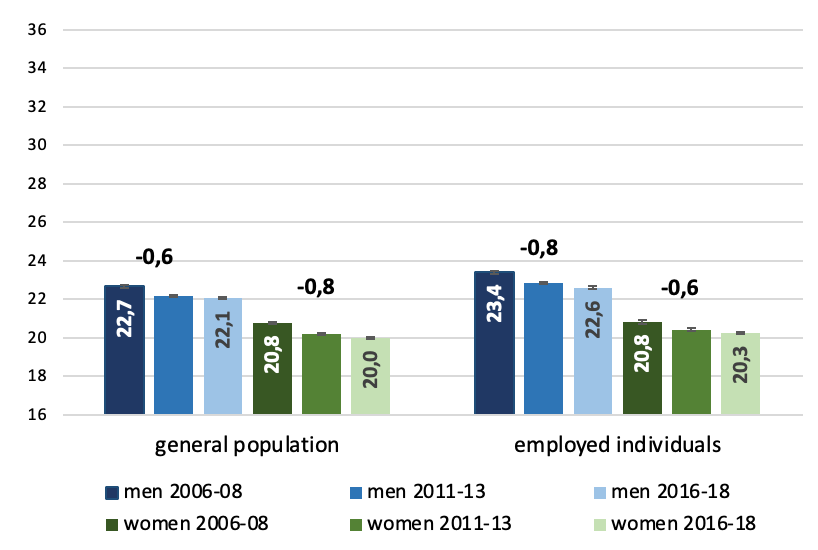 36
34
32
30
28
26
24
22
20
18
16
-0,6
-0,8
-0,8
-0,6
22,7
22,1
20,8
20,0
23,4
22,6
20,8
20,3
general population
employed individuals
men 2006-08
men 2011-13
men 2016-18
women 2006-08
women 2011-13
women 2016-18